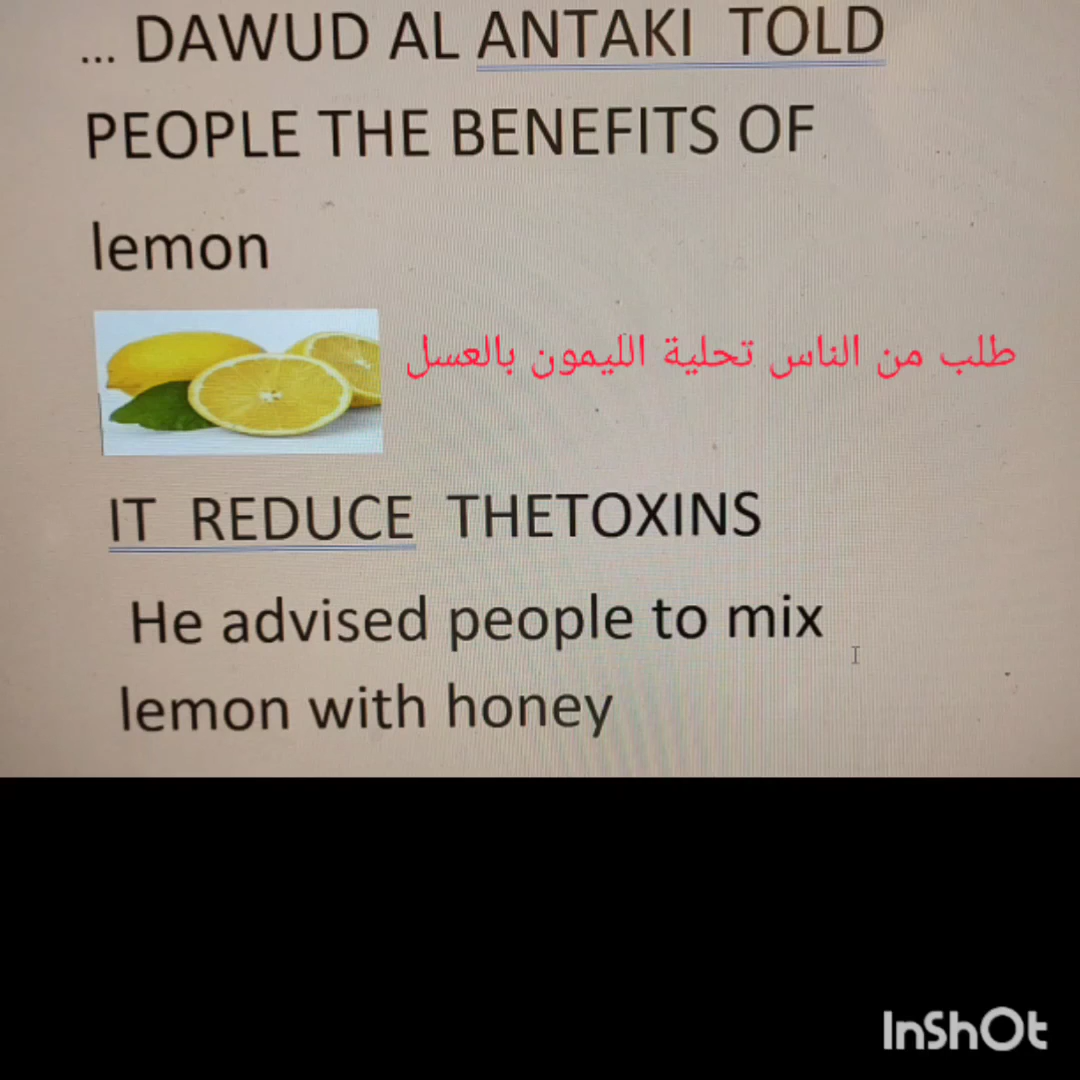 ... DAWUD AL ANTAKI TOLD
PEOPLE THE BENEFITS OF
lemon
طلب من الناس تحلية الليمون بالعسل
IT REDUCE THETOXINS
He advised people to mix
lemon with honey
InShOt